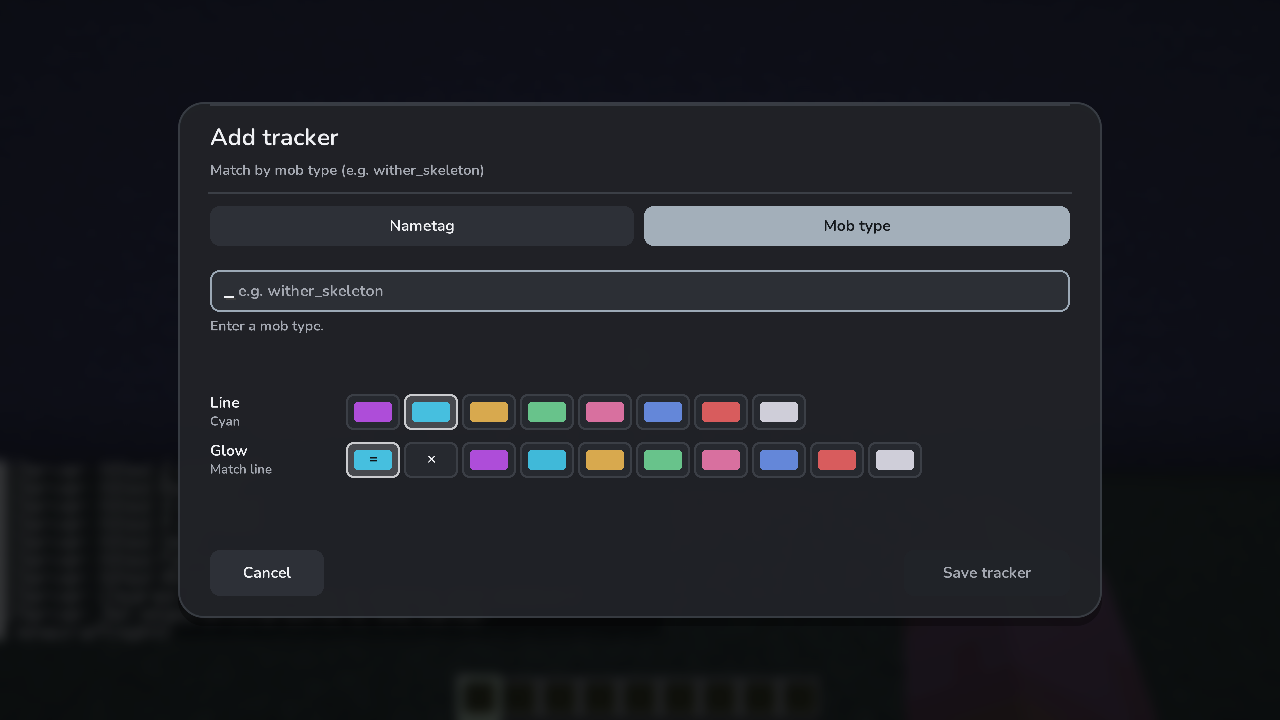 Add tracker
Match by mob type (e.g. wither_skeleton)
Nametag
Mob type
_ e.g. wither_skeleton
Enter a mob type.
Line
Cyan
Glow
Match line
=
×
Cancel
Save tracker